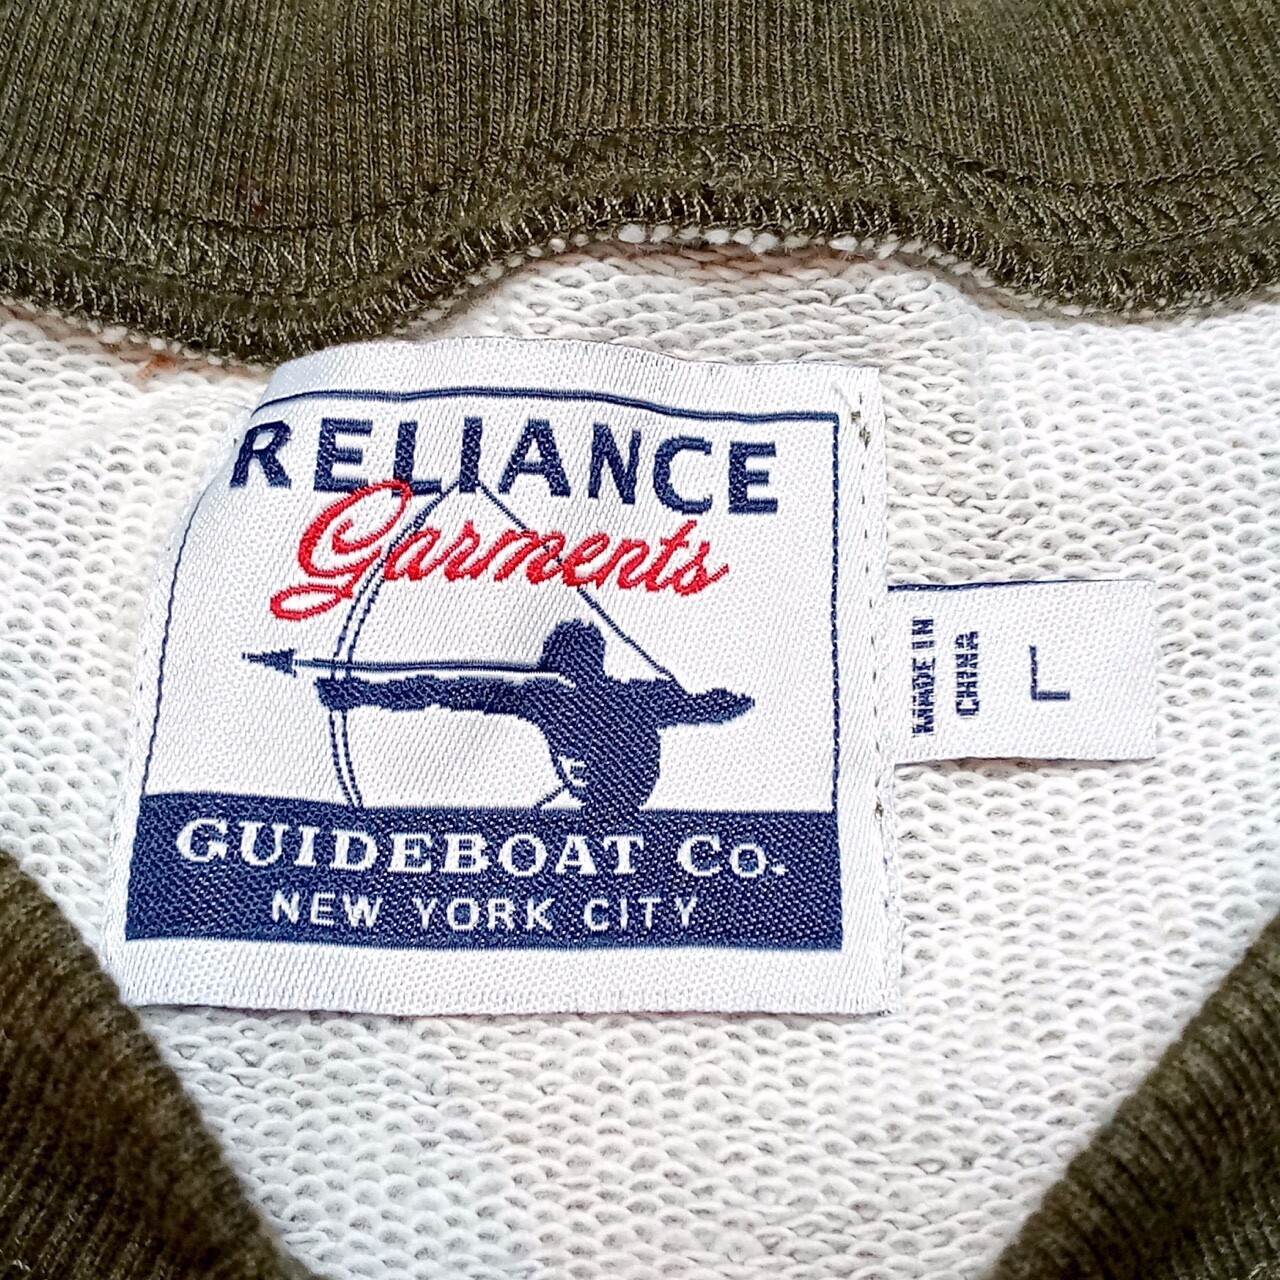 RELIANCE
Garments
GUIDEBOAT CO.
NEW YORK CITY
MADE IN
CHINA
L